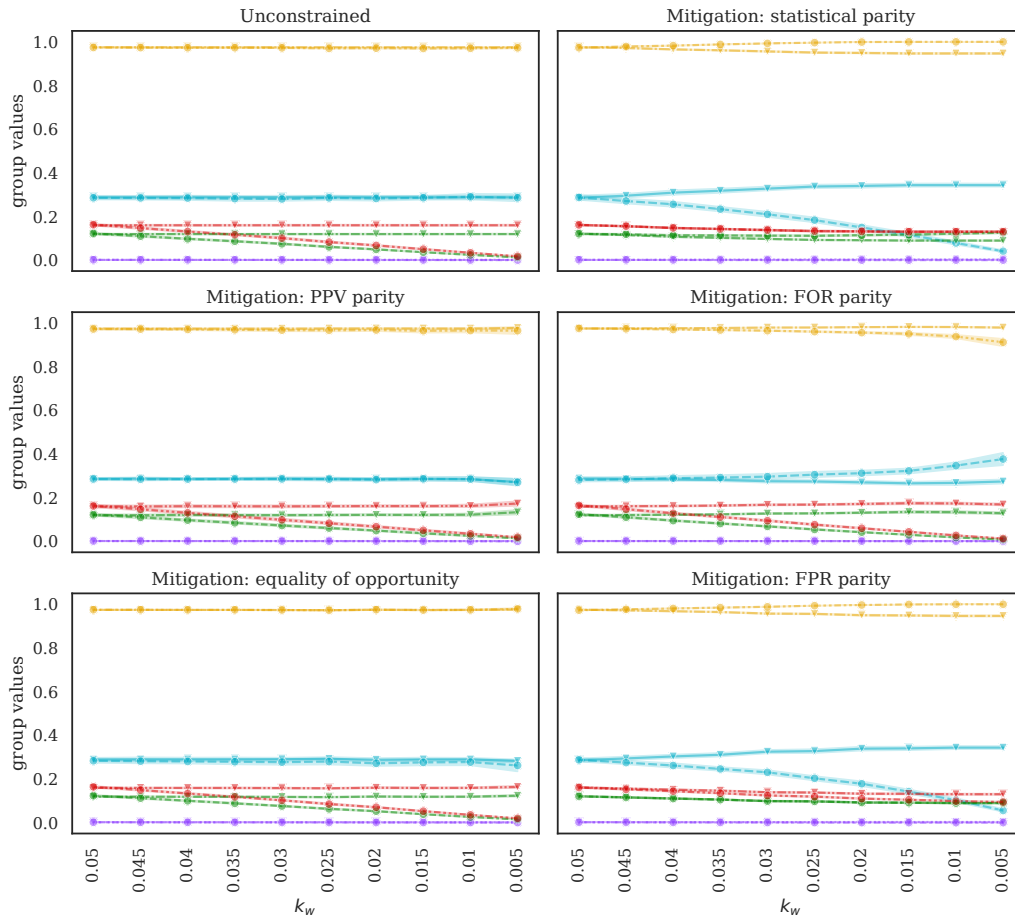 Unconstrained
Mitigation: statistical parity
group values
1.0
0.8
0.6
0.4
0.2
0.0
Mitigation: PPV parity
Mitigation: FOR parity
group values
1.0
0.8
0.6
0.4
0.2
0.0
Mitigation: equality of opportunity
Mitigation: FPR parity
group values
1.0
0.8
0.6
0.4
0.2
0.0
0.05 0.045 0.04 0.035 0.03 0.025 0.02 0.015 0.01 0.005
0.05 0.045 0.04 0.035 0.03 0.025 0.02 0.015 0.01 0.005
k_w
k_w